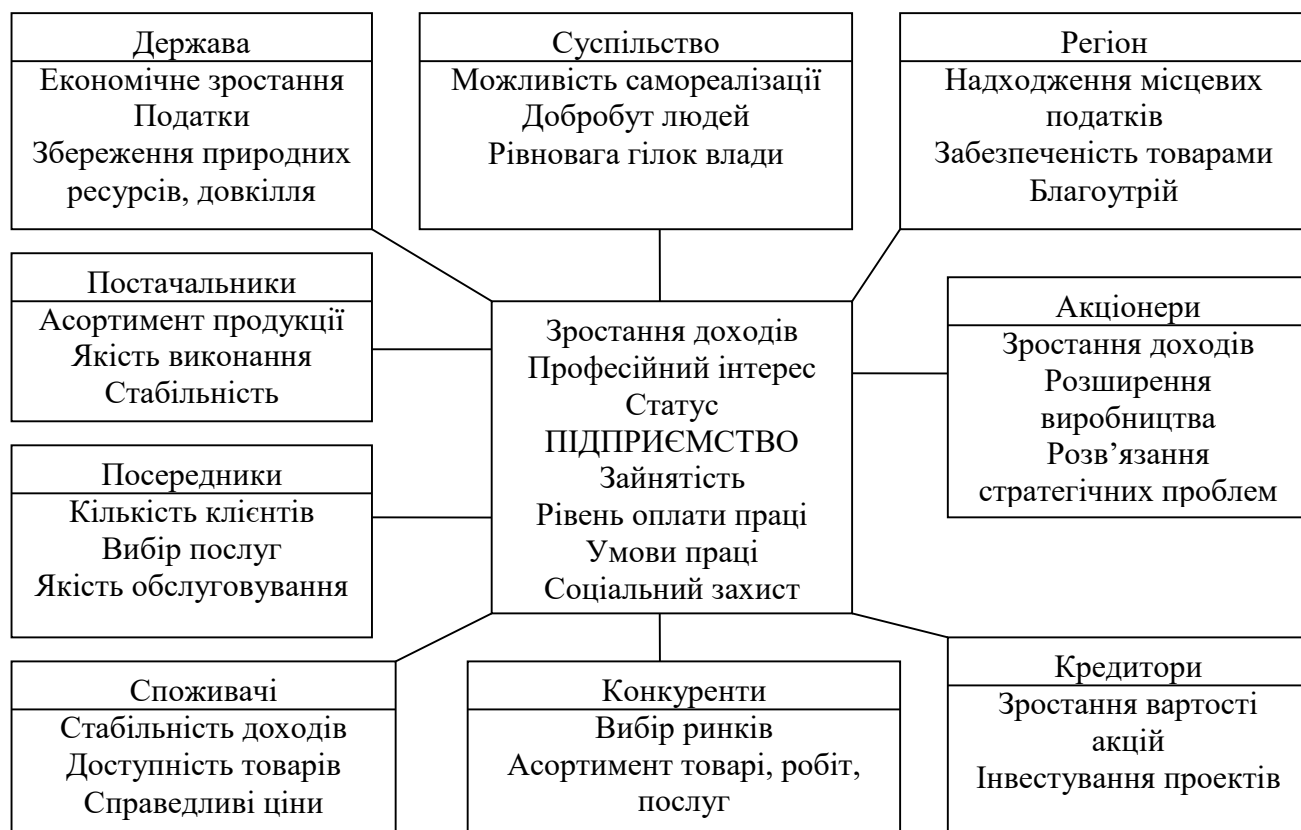 Держава
Економічне зростання
Податки
Збереження природних
ресурсів, довкілля
Суспільство
Можливість самореалізації
Добробут людей
Рівновага гілок влади
Регіон
Надходження місцевих
податків
Забезпеченість товарами
Благоутрій
Постачальники
Асортимент продукції
Якість виконання
Стабільність
Зростання доходів
Професійний інтерес
Статус
ПІДПРИЄМСТВО
Зайнятість
Рівень оплати праці
Умови праці
Соціальний захист
Акціонери
Зростання доходів
Розширення
виробництва
Розв’язання
стратегічних проблем
Посередники
Кількість клієнтів
Вибір послуг
Якість обслуговування
Споживачі
Стабільність доходів
Доступність товарів
Справедливі ціни
Конкуренти
Вибір ринків
Асортимент товарі, робіт,
послуг
Кредитори
Зростання вартості
акцій
Інвестування проектів